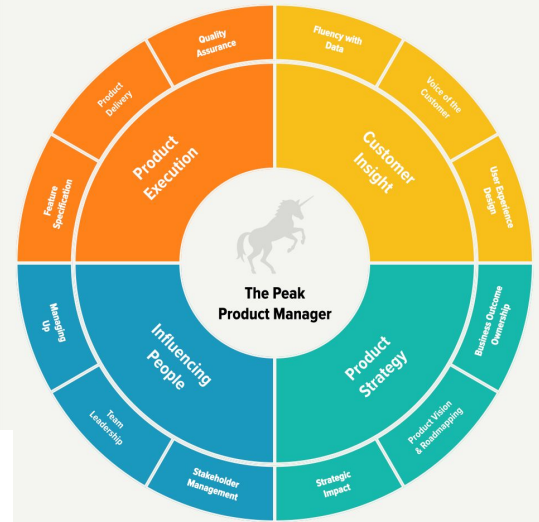 Quality
Assurance
Product
Delivery
Feature
Specification
Product
Execution
Fluency with
Data
Voice of the
Customer
User Experience
Design
Customer
Insight
The Peak
Product Manager
Managing
Up
Team
Leadership
Stakeholder
Management
Influencing
People
Business Outcome
Ownership
Product Vision
& Roadmapping
Strategic
Impact
Product
Strategy